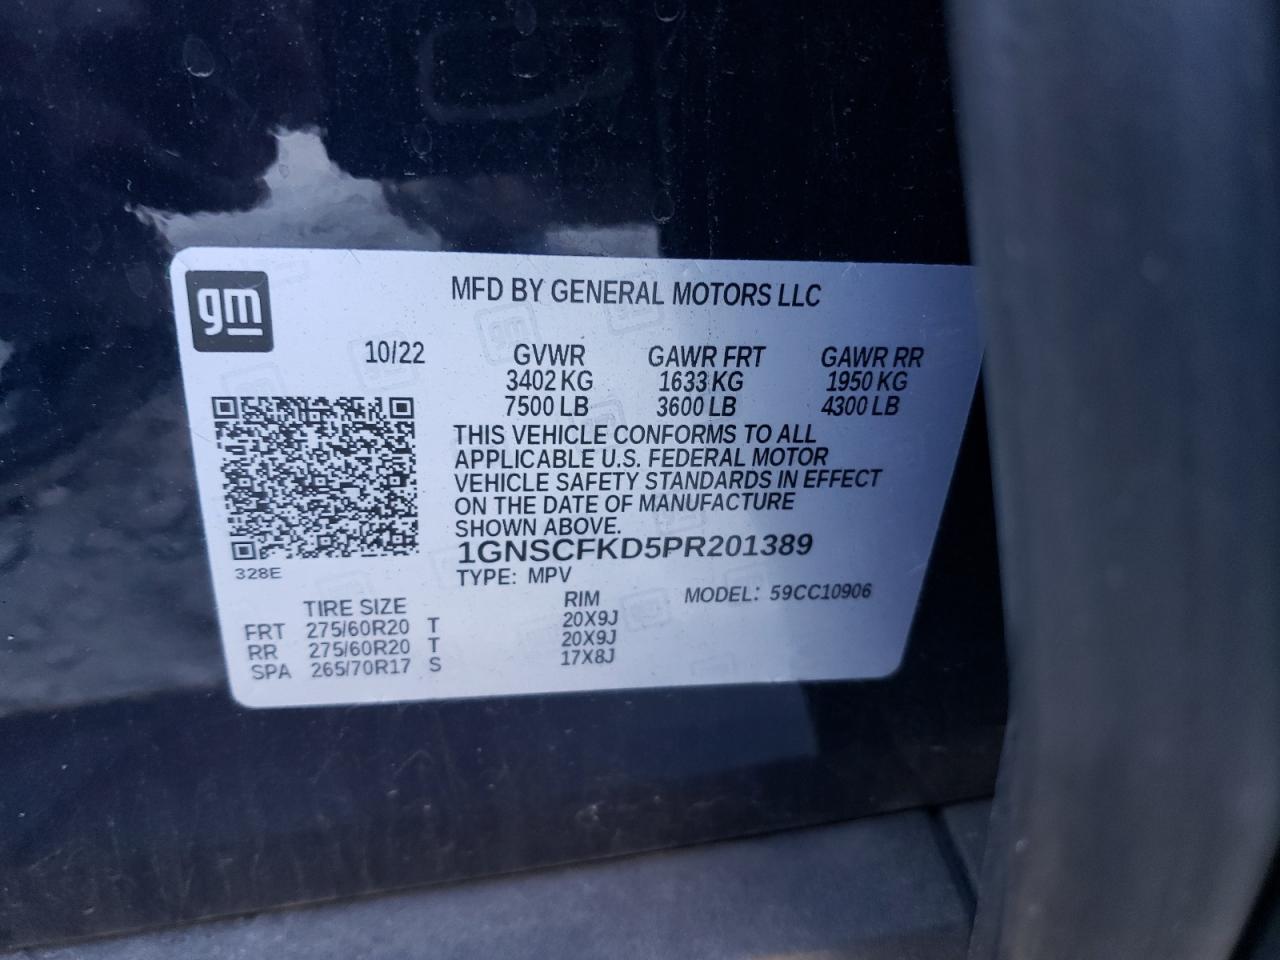 gm
MFD BY GENERAL MOTORS LLC
10/22 GVWR GAWR FRT GAWR RR
3402 KG 1633 KG 1950 KG
7500 LB 3600 LB 4300 LB
THIS VEHICLE CONFORMS TO ALL
APPLICABLE U.S. FEDERAL MOTOR
VEHICLE SAFETY STANDARDS IN EFFECT
ON THE DATE OF MANUFACTURE
SHOWN ABOVE.
1GNSCFKD5PR201389
328E
TYPE: MPV
MODEL: 59CC10906
TIRE SIZE RIM
FRT 275/60R20 T 20X9J
RR 275/60R20 T 20X9J
SPA 265/70R17 S 17X8J